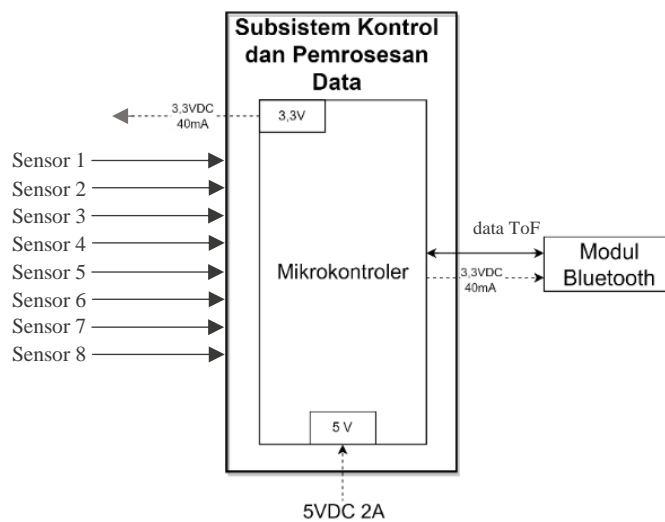 Subsistem Kontrol
dan Pemrosesan
Data
3,3VDC
40mA
3,3V
Sensor 1
Sensor 2
Sensor 3
Sensor 4
Sensor 5
Sensor 6
Sensor 7
Sensor 8
Mikrokontroler
data ToF
3,3VDC
40mA
Modul
Bluetooth
5 V
5VDC 2A